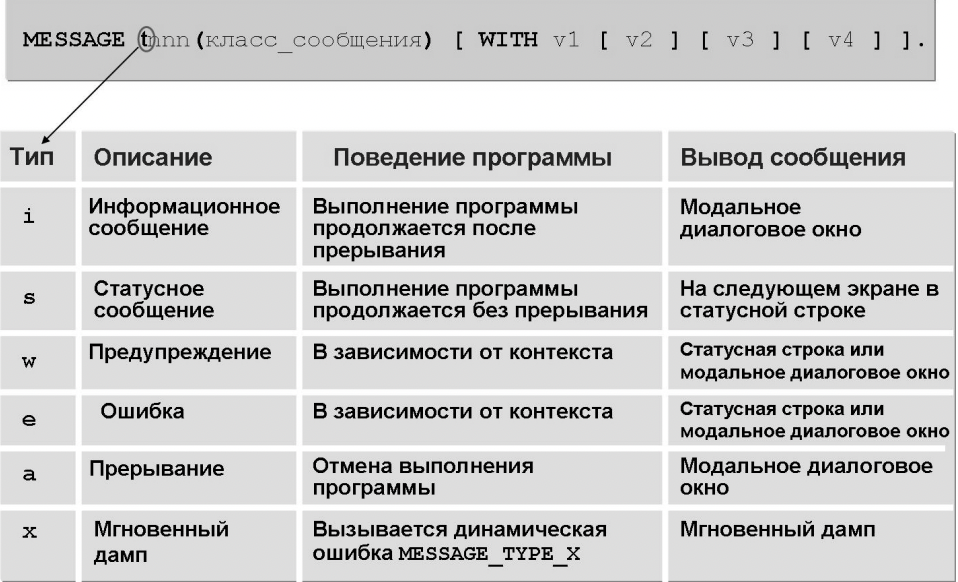 MESSAGE tnnn(класс_сообщения) [ WITH v1 [ v2 ] [ v3 ] [ v4 ] ].
Тип Описание Поведение программы Вывод сообщения
i Информационное сообщение Выполнение программы продолжается после прерывания Модальное диалоговое окно
s Статусное сообщение Выполнение программы продолжается без прерывания На следующем экране в статусной строке
w Предупреждение В зависимости от контекста Статусная строка или модальное диалоговое окно
e Ошибка В зависимости от контекста Статусная строка или модальное диалоговое окно
a Прерывание Отмена выполнения программы Модальное диалоговое окно
x Мгновенный дамп Вызывается динамическая ошибка MESSAGE_TYPE_X Мгновенный дамп